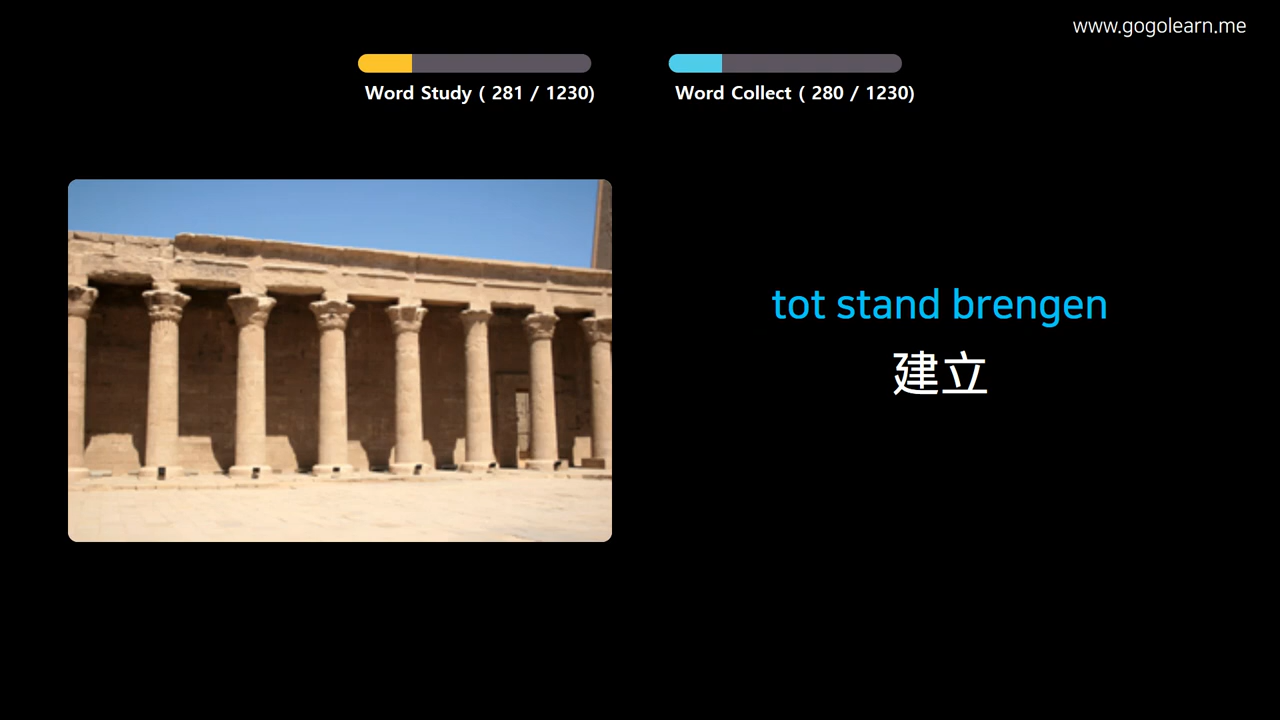 www.gogolearn.me
Word Study ( 281 / 1230)
Word Collect ( 280 / 1230)
tot stand brengen
建立